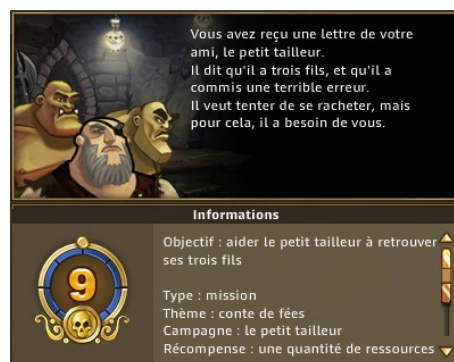 Vous avez reçu une lettre de votre
ami, le petit tailleur.
Il dit qu'il a trois fils, et qu'il a
commis une terrible erreur.
Il veut tenter de se racheter, mais
pour cela, il a besoin de vous.
Informations
9
Objectif : aider le petit tailleur à retrouver
ses trois fils
Type : mission
Thème : conte de fées
Campagne : le petit tailleur
Récompense : une quantité de ressources